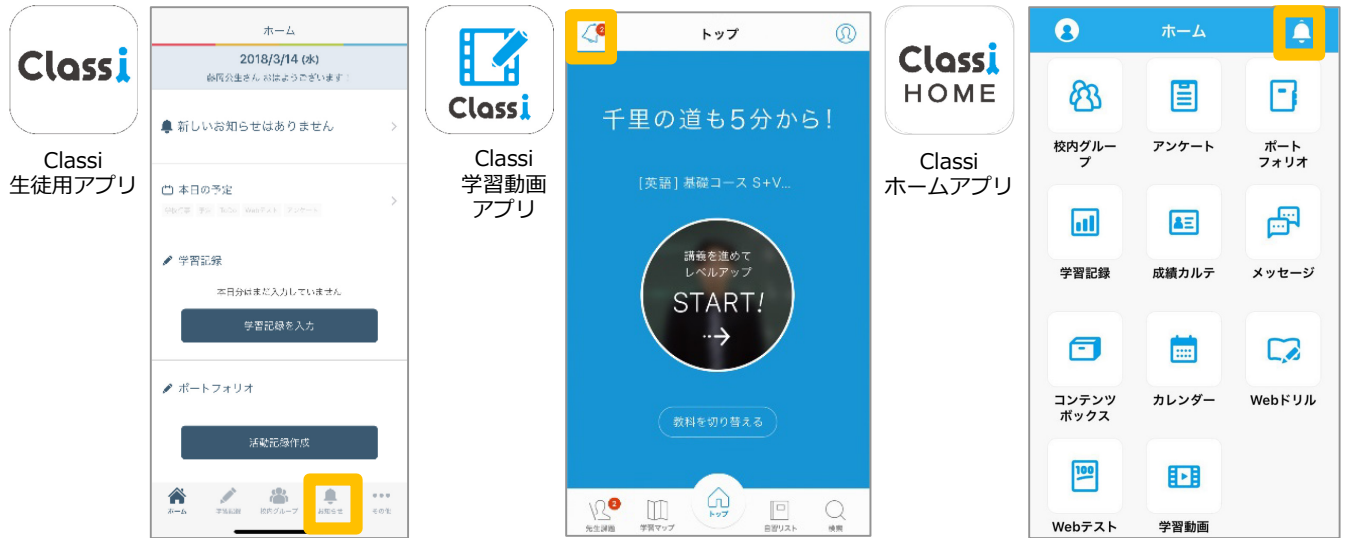 Classi
Classi
生徒用アプリ
ホーム
2018/3/14 (水)
新しいお知らせはありません
本日の予定
学習記録
本日分はまだ入力していません
学習記録を入力
ポートフォリオ
活動記録作成
ホーム
学習記録
校内グループ
お知らせ
その他
Classi
Classi
学習動画
アプリ
2
トップ
千里の道も5分から！
[英語] 基礎コース S+V...
講義を進めて
レベルアップ
START!
教科を切り替える
2
先生課題
学習マップ
トップ
自習リスト
検索
Classi
HOME
Classi
ホームアプリ
ホーム
校内グルー
プ
アンケート
ポート
フォリオ
学習記録
成績カルテ
メッセージ
コンテンツ
ボックス
カレンダー
Webドリル
100
Webテスト
学習動画